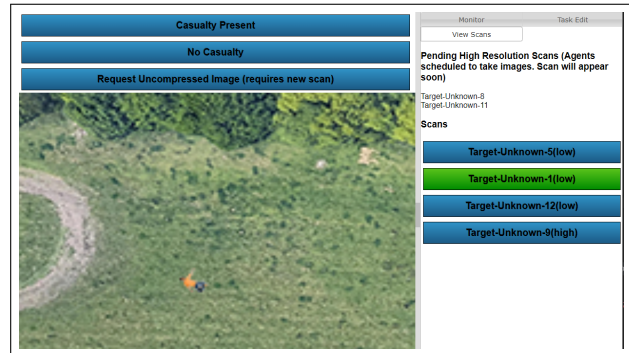 Casualty Present
No Casualty
Request Uncompressed Image (requires new scan)
Monitor
Task Edit
View Scans
Pending High Resolution Scans (Agents
scheduled to take images. Scan will appear
soon)
Target-Unknown-8
Target-Unknown-11
Scans
Target-Unknown-5(low)
Target-Unknown-1(low)
Target-Unknown-12(low)
Target-Unknown-9(high)